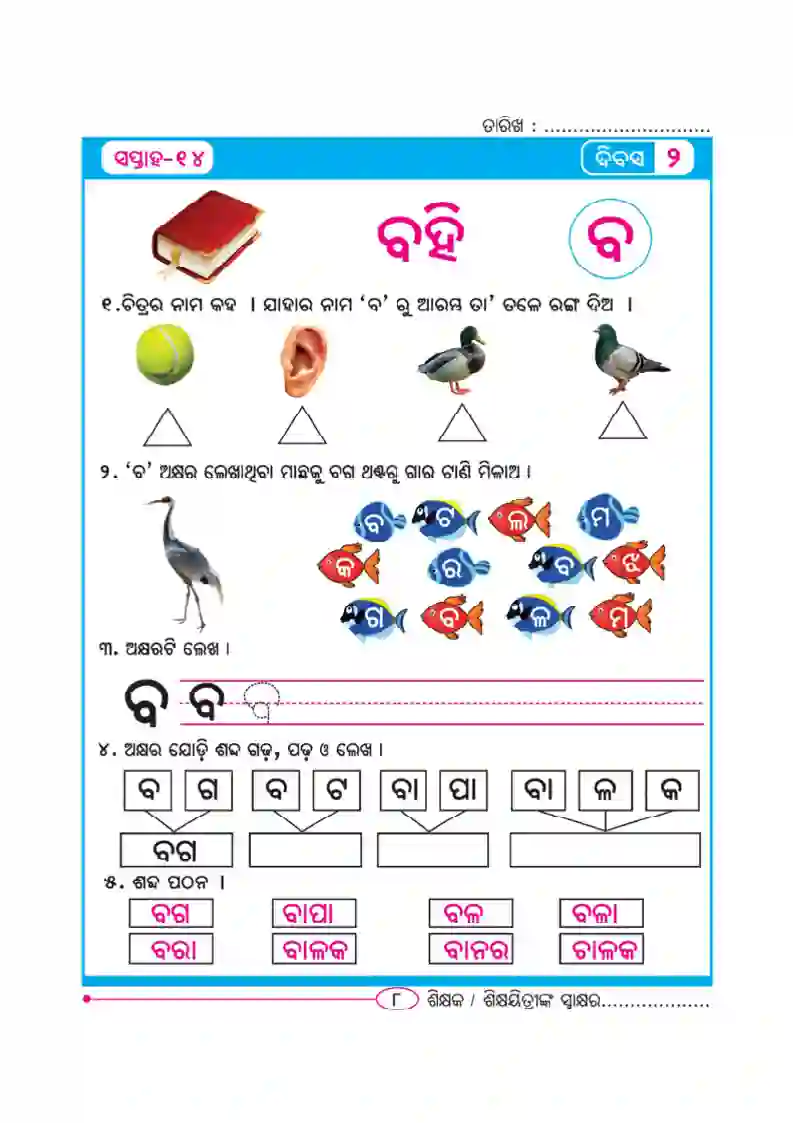 ତାରିଖ : ............................
ସପ୍ତାହ-୧୪ ଦିବସ ୨
ବହି ବ
୧.ଚିତ୍ରର ନାମ କହ । ଯାହାର ନାମ ‘ବ’ ରୁ ଆରମ୍ଭ ତା’ ତଳେ ରଙ୍ଗ ଦିଅ ।
୨. ‘ବ’ ଅକ୍ଷର ଲେଖାଥିବା ମାଛକୁ ବଗ ଥଣ୍ଟରୁ ଗାର ଟାଣି ମିଳାଅ ।
ବ ଟ ଲ ମ
କ ର ବ ଝୁ
ଗ ବ ଳ ମ
୩. ଅକ୍ଷରଟି ଲେଖ ।
ବ ବ ବ
୪. ଅକ୍ଷର ଯୋଡ଼ି ଶବ୍ଦ ଗଢ଼, ପଢ଼ ଓ ଲେଖ ।
ବ ଗ ବ ଟ ବା ପା ବା ଳ କ
ବଗ
୫. ଶବ୍ଦ ପଠନ ।
ବଗ ବାପା ବଳ ବଳା
ବରା ବାଳକ ବାନର ଚାଳକ
୮ ଶିକ୍ଷକ / ଶିକ୍ଷୟିତ୍ରୀଙ୍କ ସ୍ୱାକ୍ଷର...................